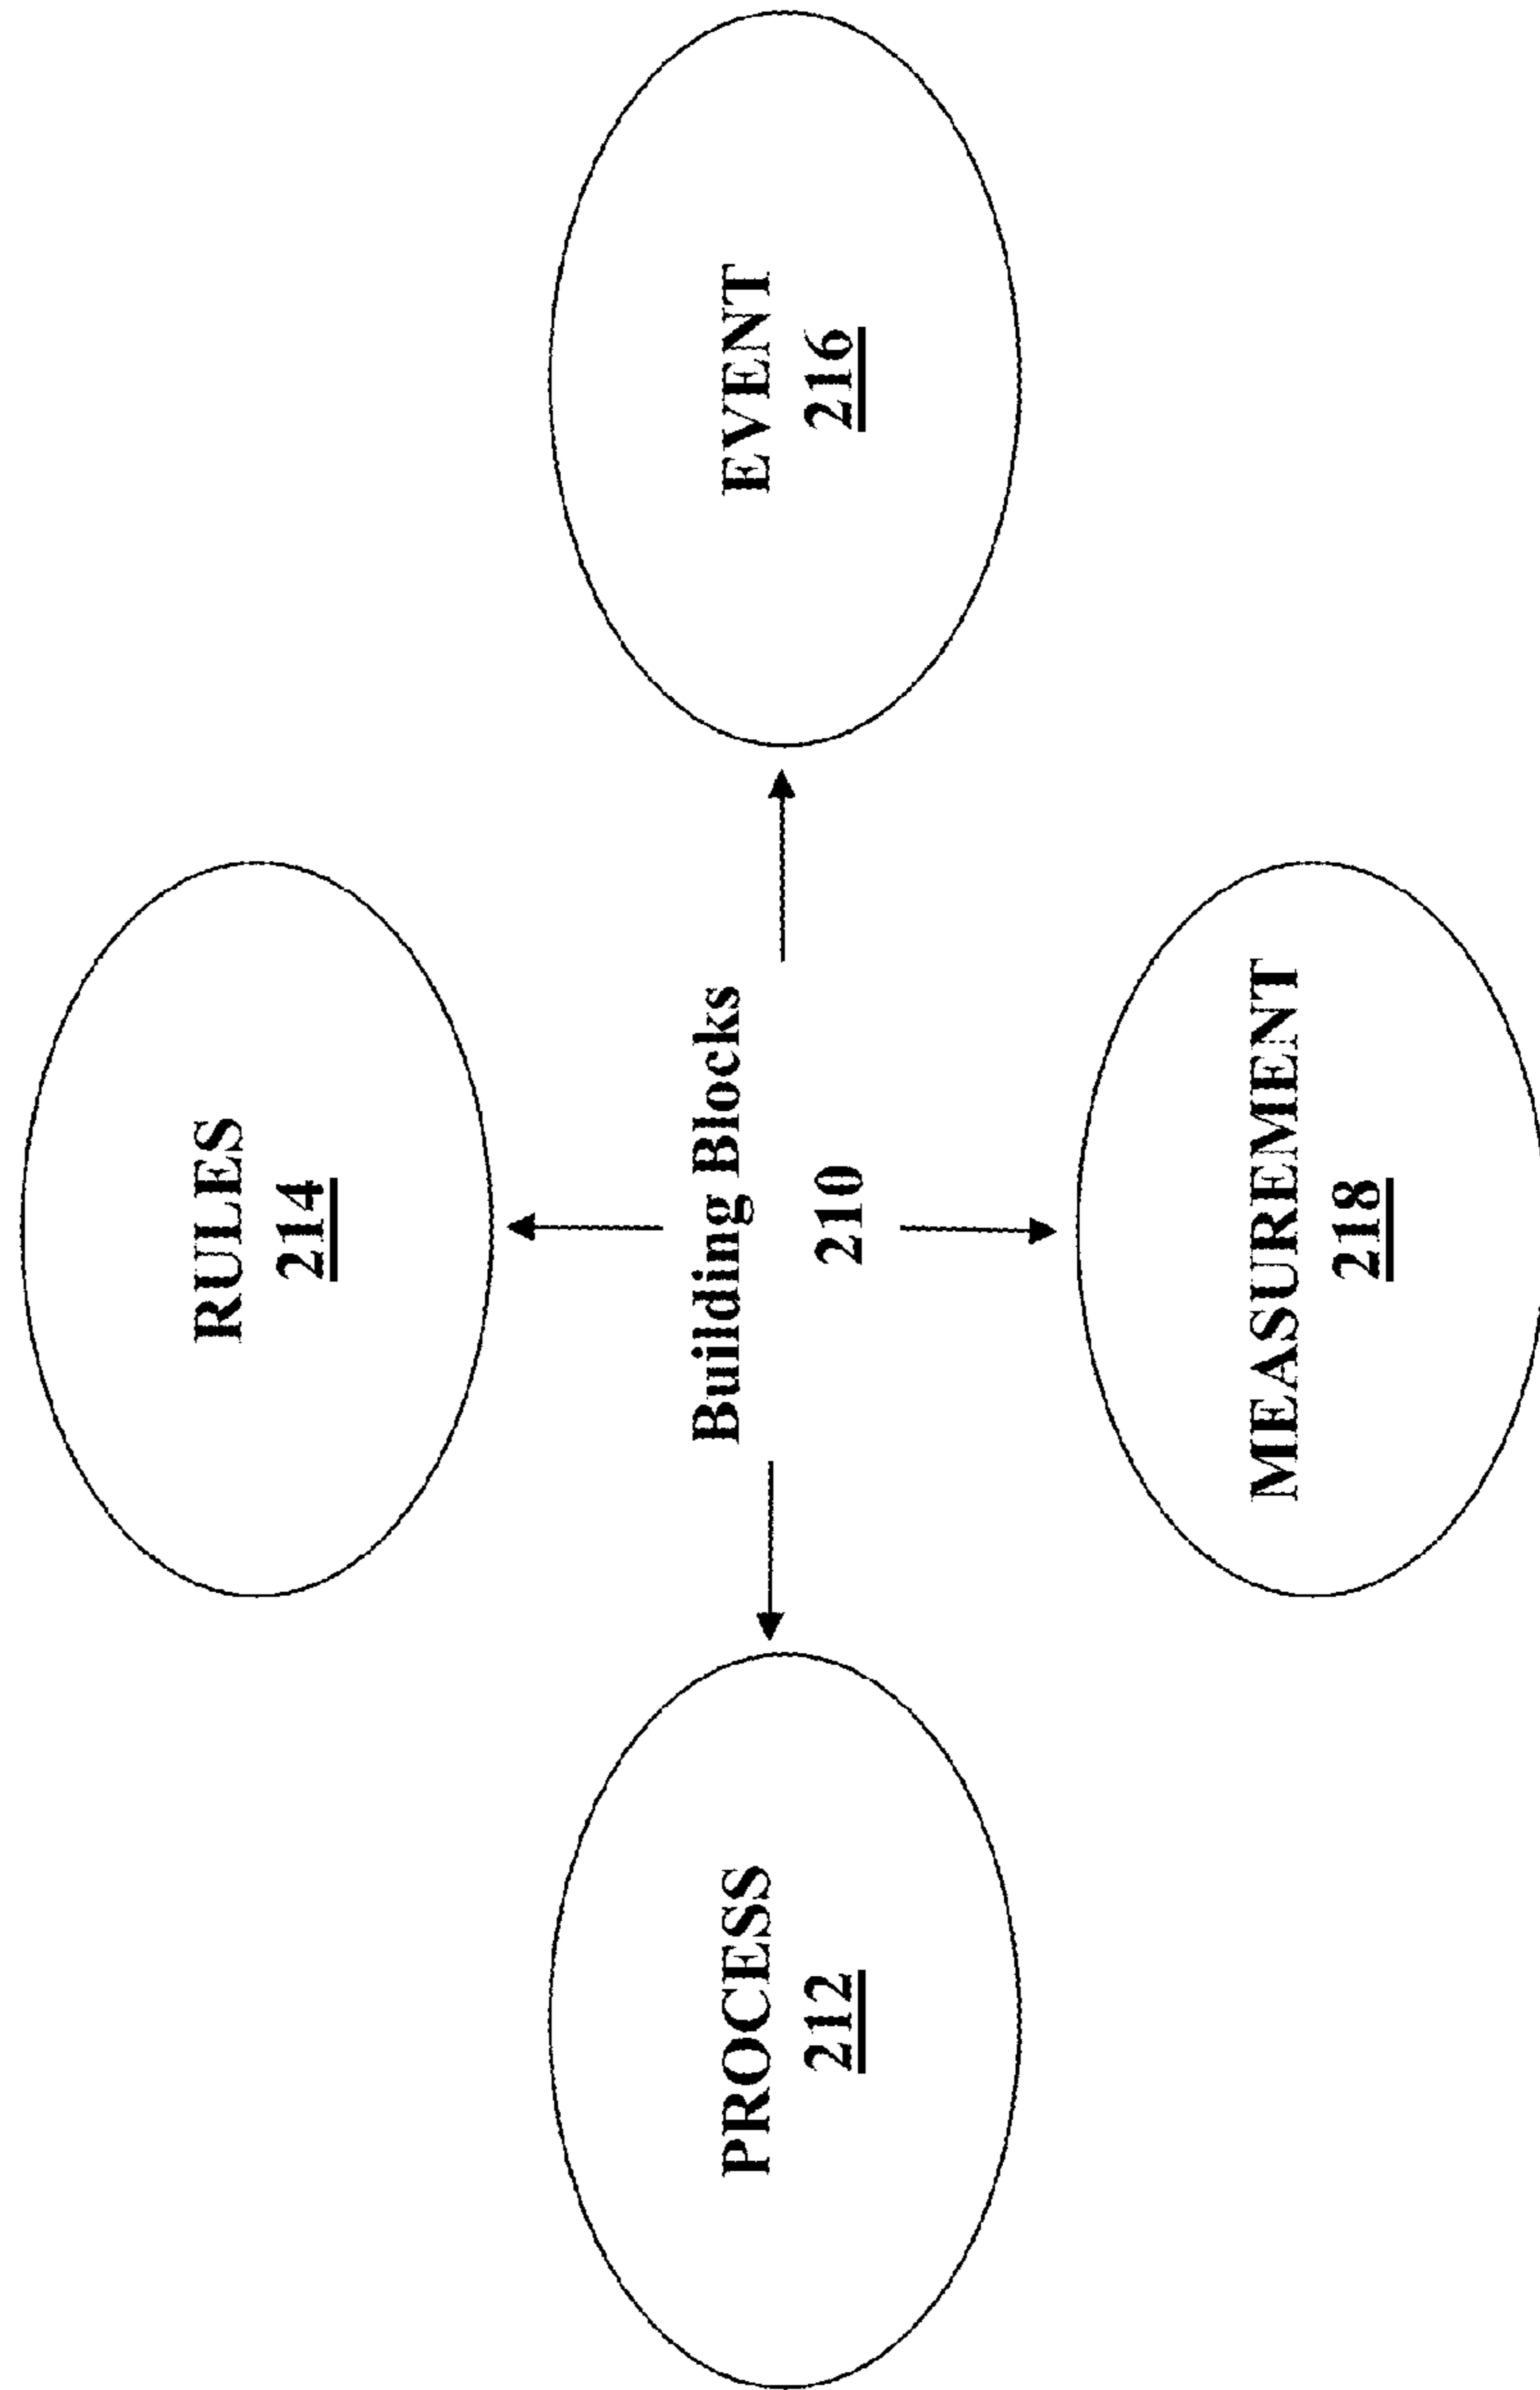 RULES
214
PROCESS
212
Building Blocks
210
EVENT
216
MEASUREMENT
218